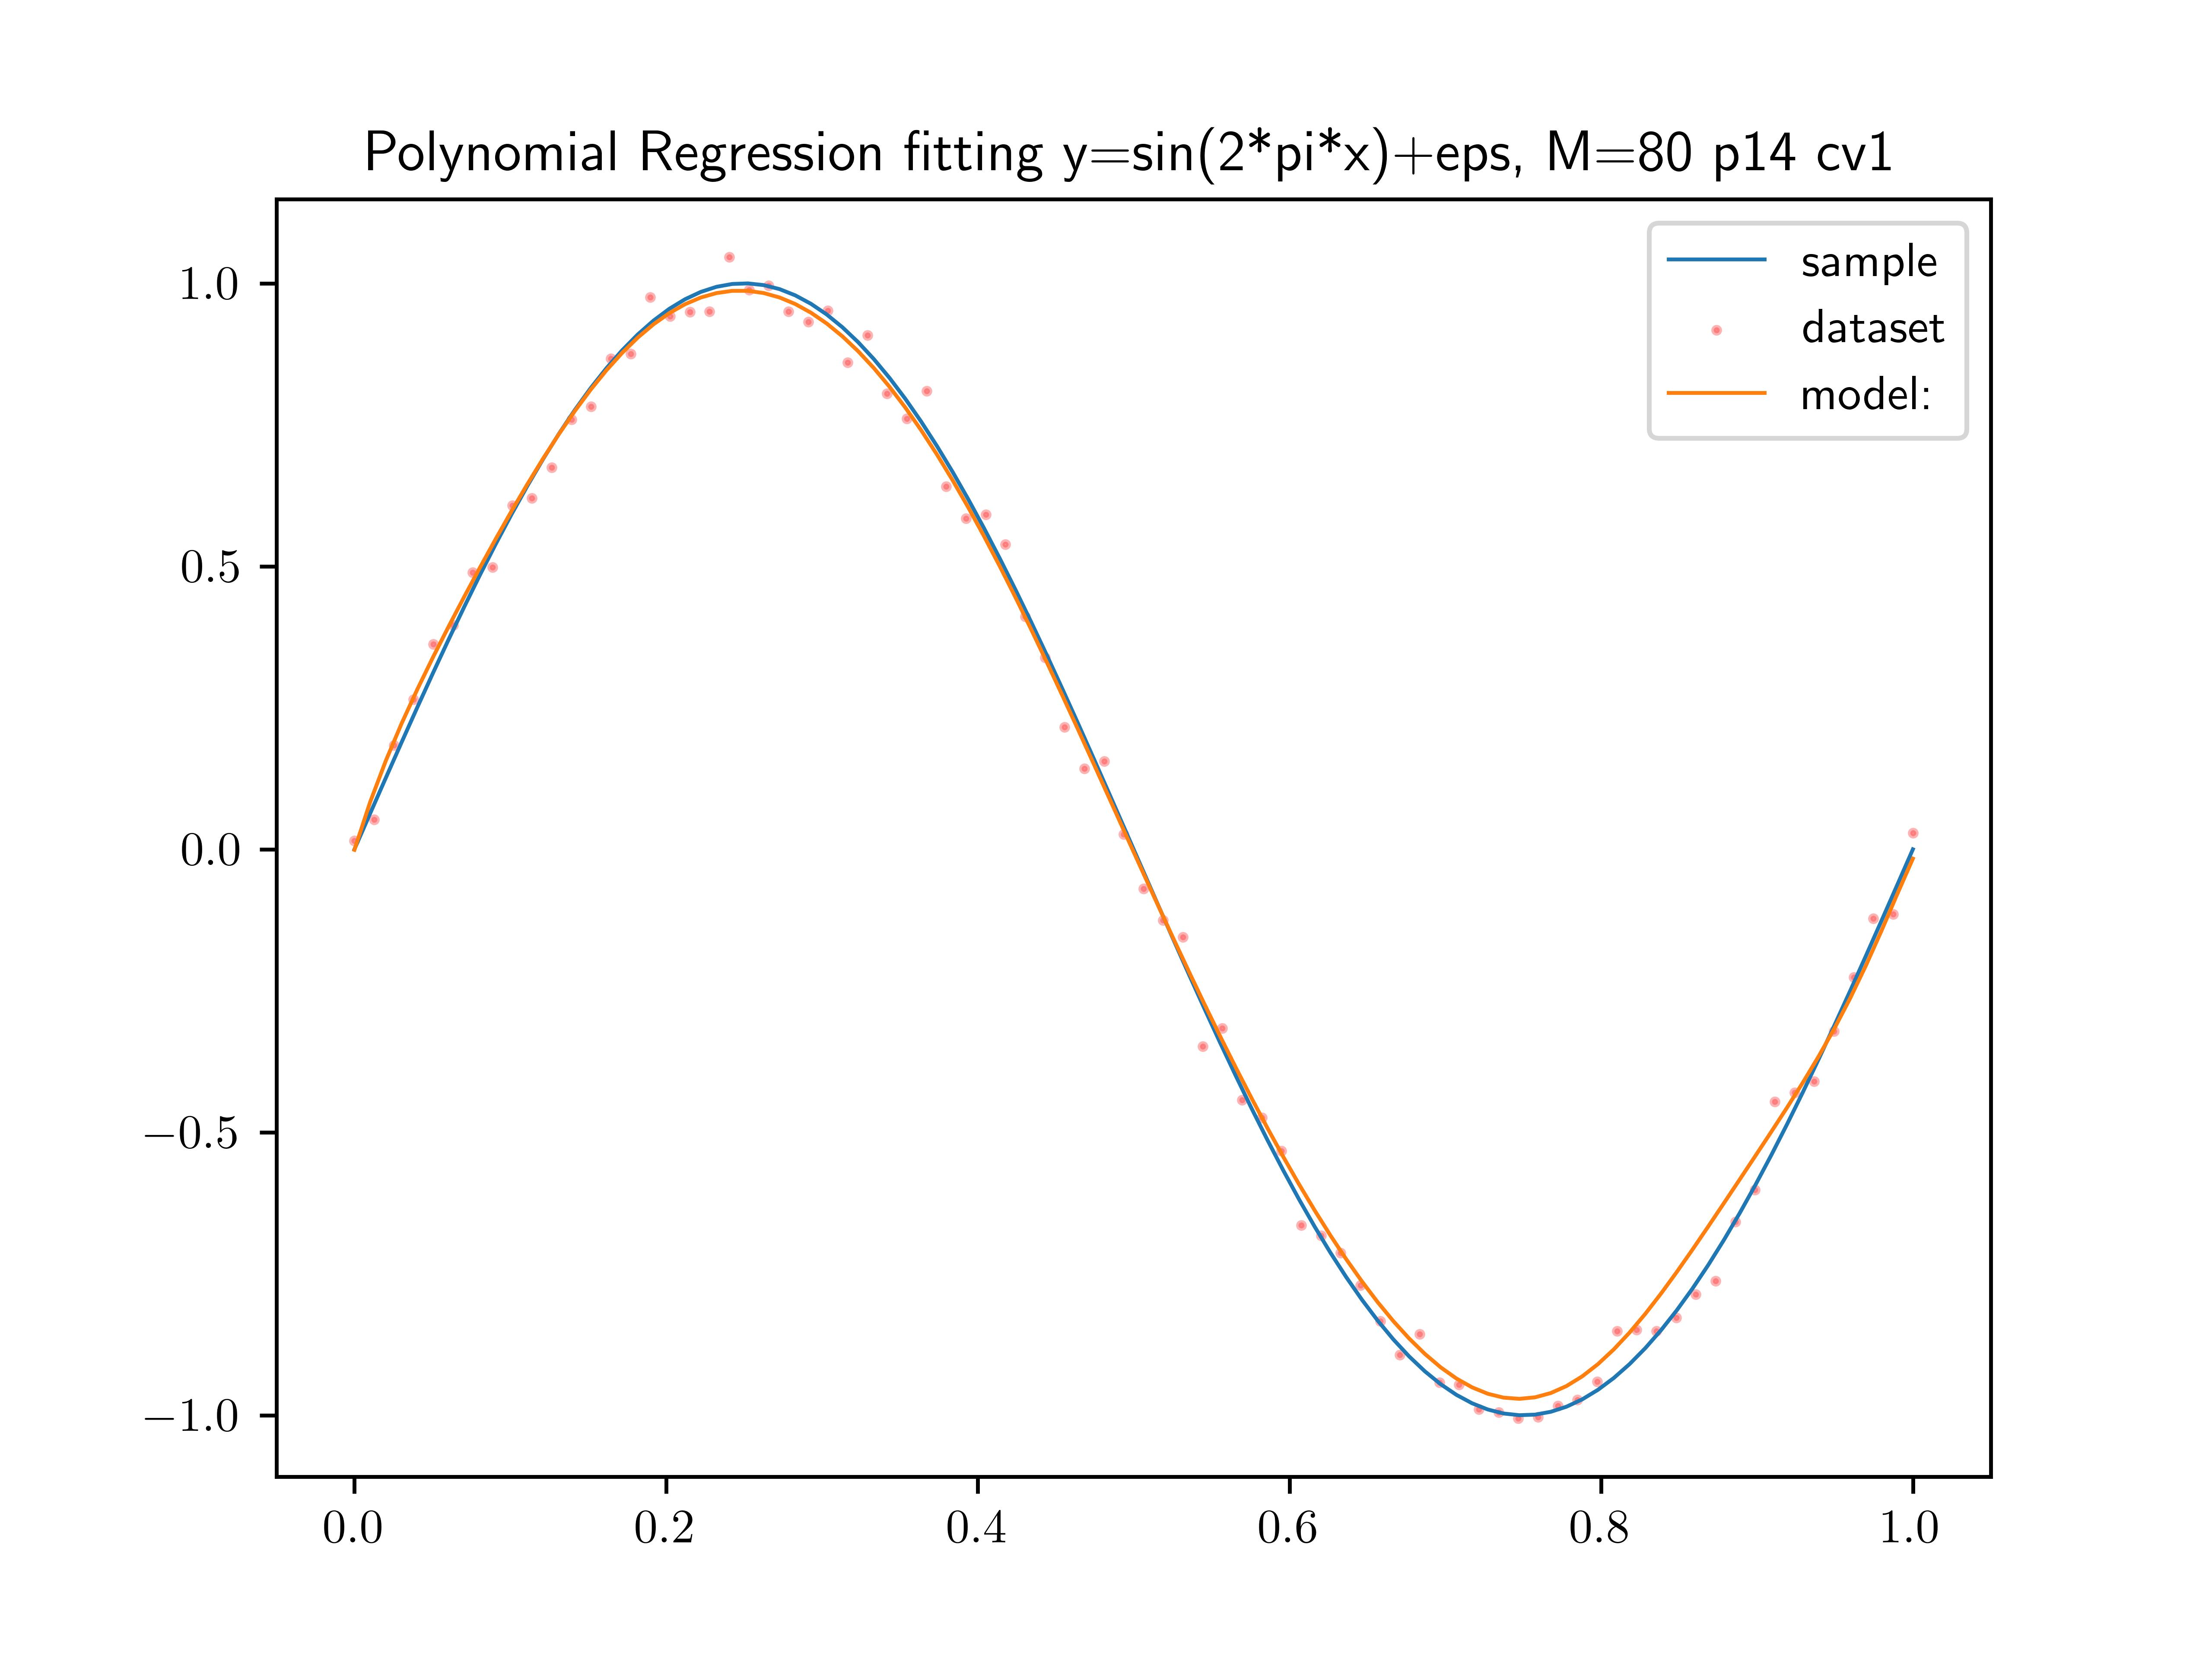 Polynomial Regression fitting y=sin(2*pi*x)+eps, M=80 p14 cv1
sample
dataset
model:
1.0
0.5
0.0
−0.5
−1.0
0.0 0.2 0.4 0.6 0.8 1.0